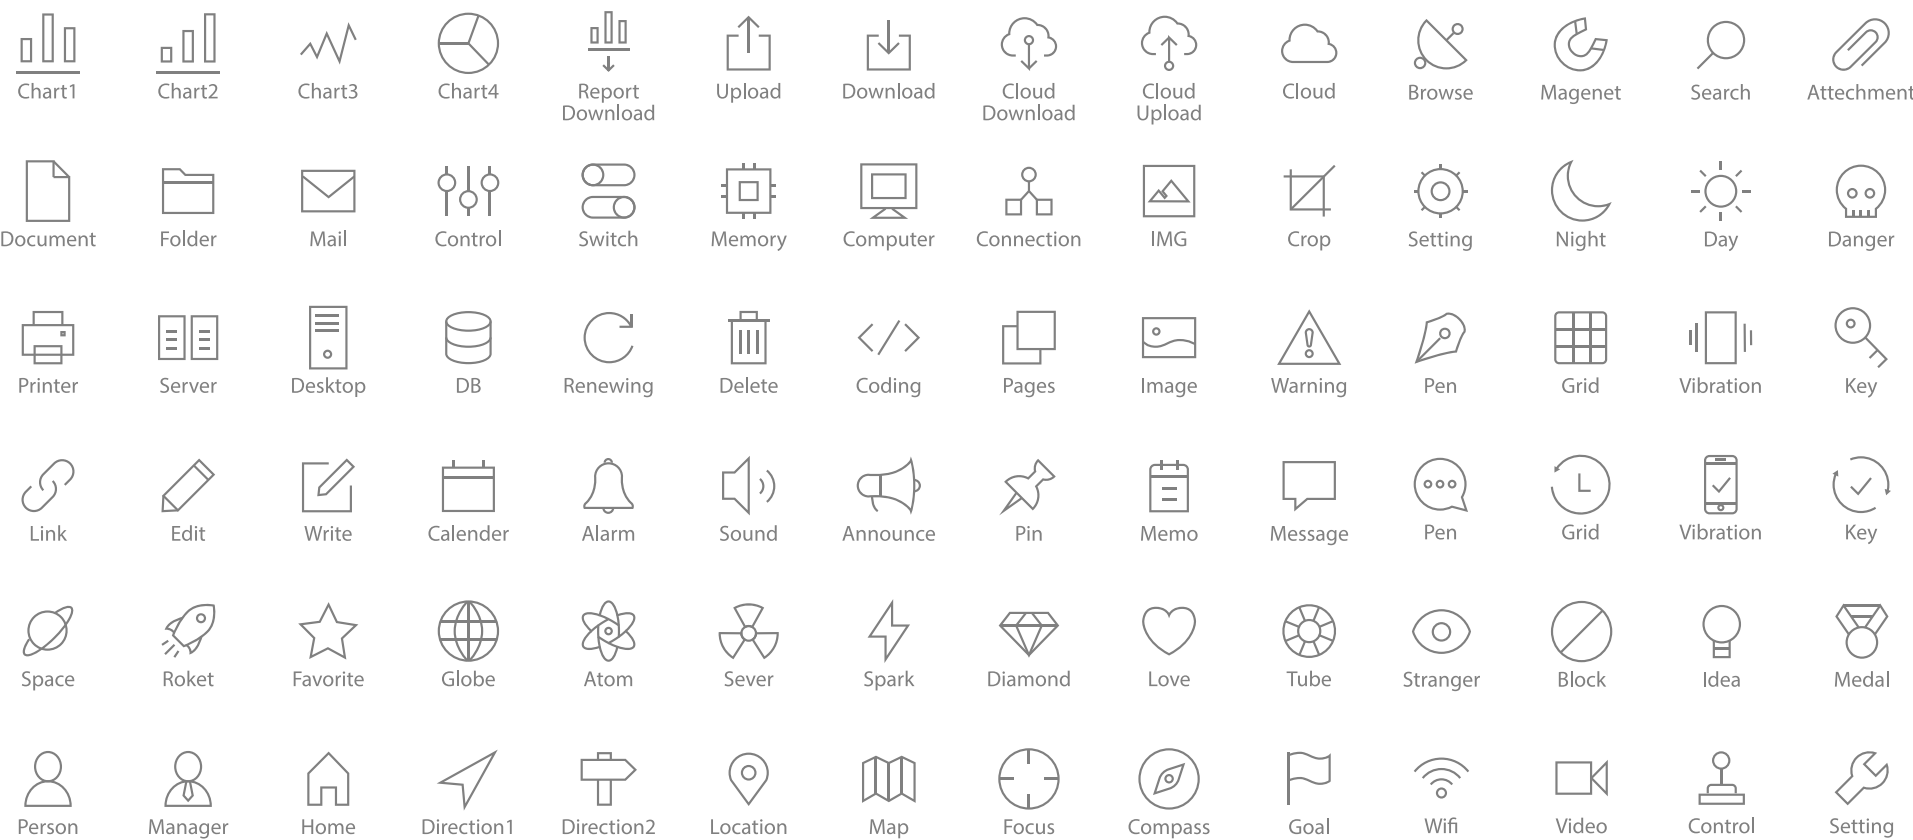 Chart1 Chart2 Chart3 Chart4 Report Upload Download Cloud Cloud Cloud Browse Magenet Search Attechment
Download Download Upload
Document Folder Mail Control Switch Memory Computer Connection IMG Crop Setting Night Day Danger
Printer Server Desktop DB Renewing Delete Coding Pages Image Warning Pen Grid Vibration Key
Link Edit Write Calender Alarm Sound Announce Pin Memo Message Pen Grid Vibration Key
Space Roket Favorite Globe Atom Sever Spark Diamond Love Tube Stranger Block Idea Medal
Person Manager Home Direction1 Direction2 Location Map Focus Compass Goal Wifi Video Control Setting